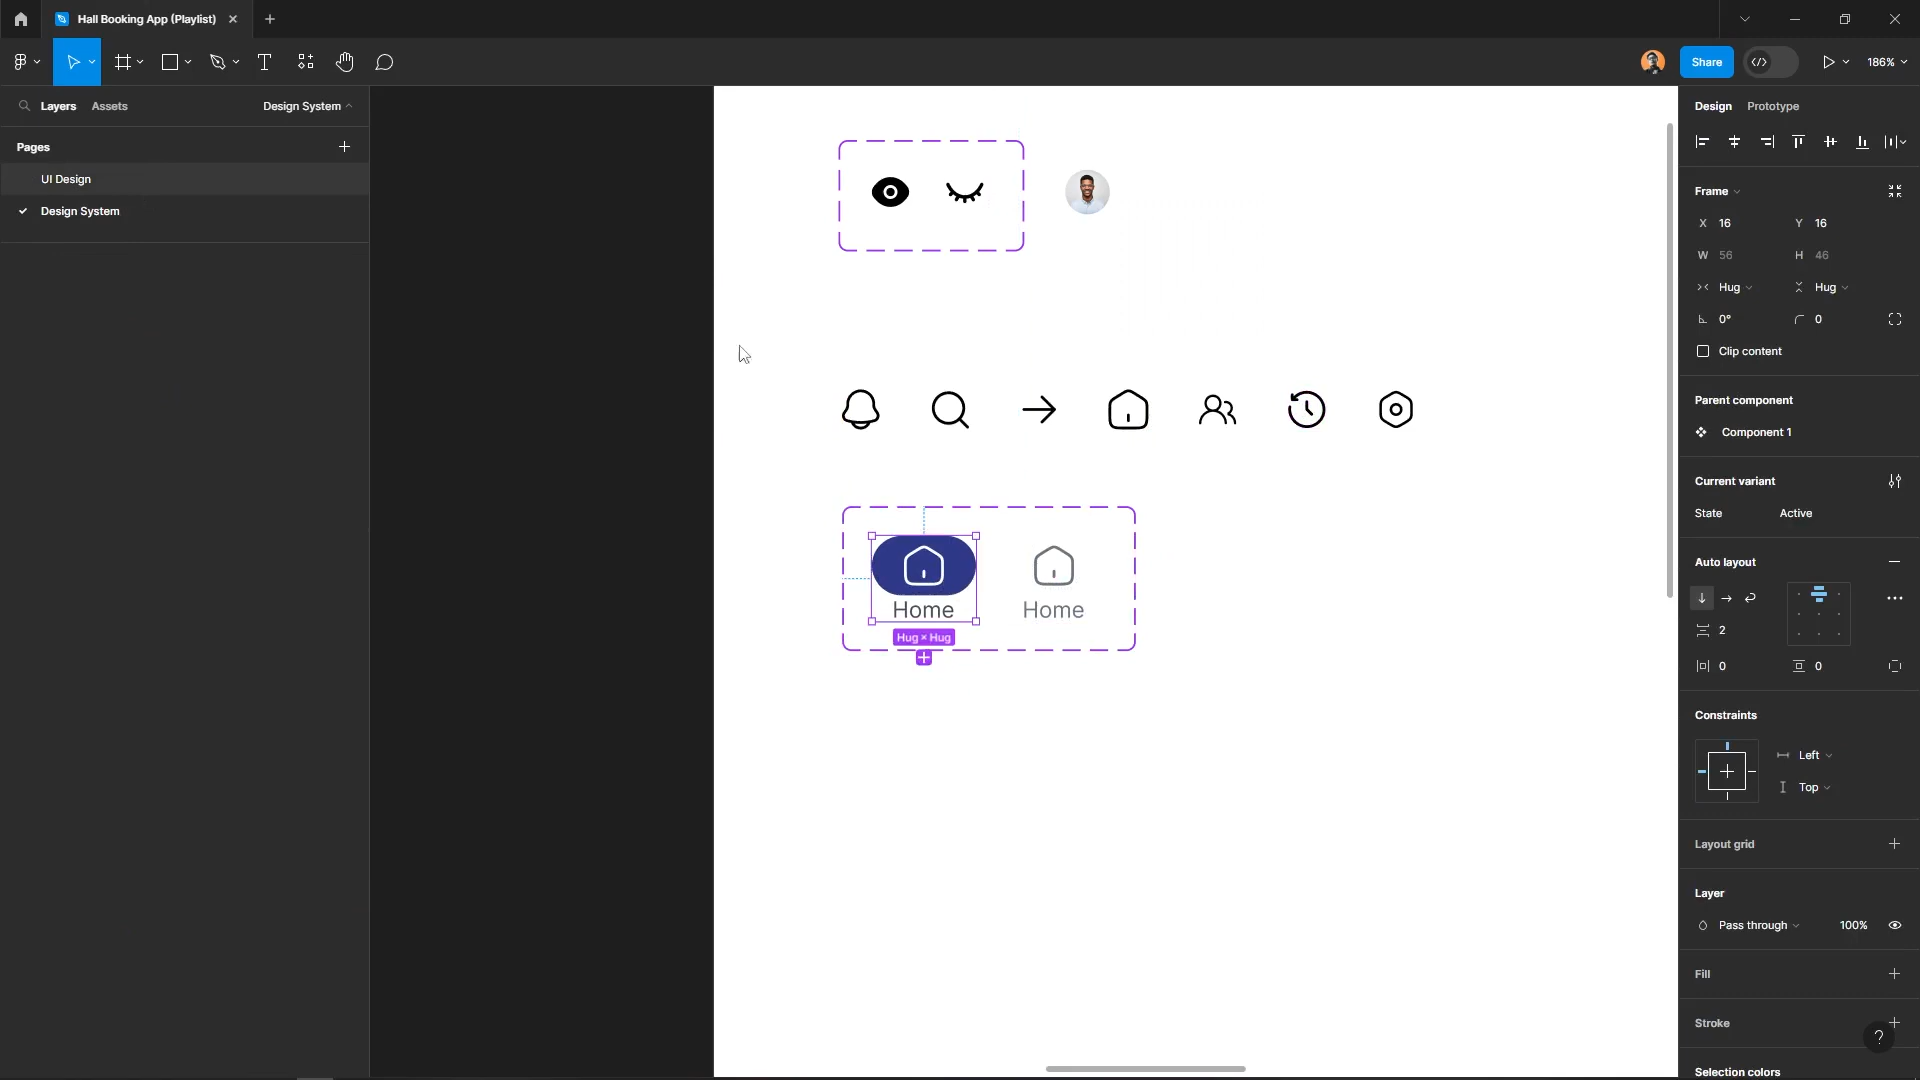 Hall Booking App (Playlist)
Share
186%
Layers
Assets
Design System
Pages
UI Design
Design System
Home
Home
Hug × Hug
Design
Prototype
Frame
X 16
Y 16
W 56
H 46
Hug
Hug
0°
0
Clip content
Parent component
Component 1
Current variant
State
Active
Auto layout
2
0
0
Constraints
Left
Top
Layout grid
Layer
Pass through
100%
Fill
Stroke
?
Selection colors